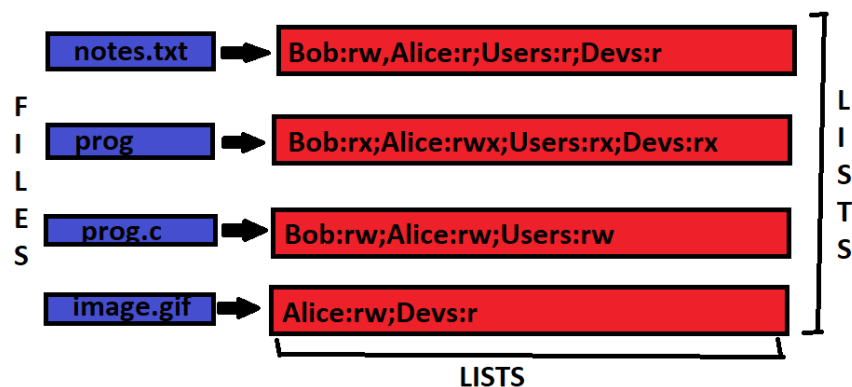 notes.txt
Bob:rw,Alice:r;Users:r;Devs:r
FILES
prog
Bob:rx;Alice:rwx;Users:rx;Devs:rx
LISTS
prog.c
Bob:rw;Alice:rw;Users:rw
image.gif
Alice:rw;Devs:r
LISTS